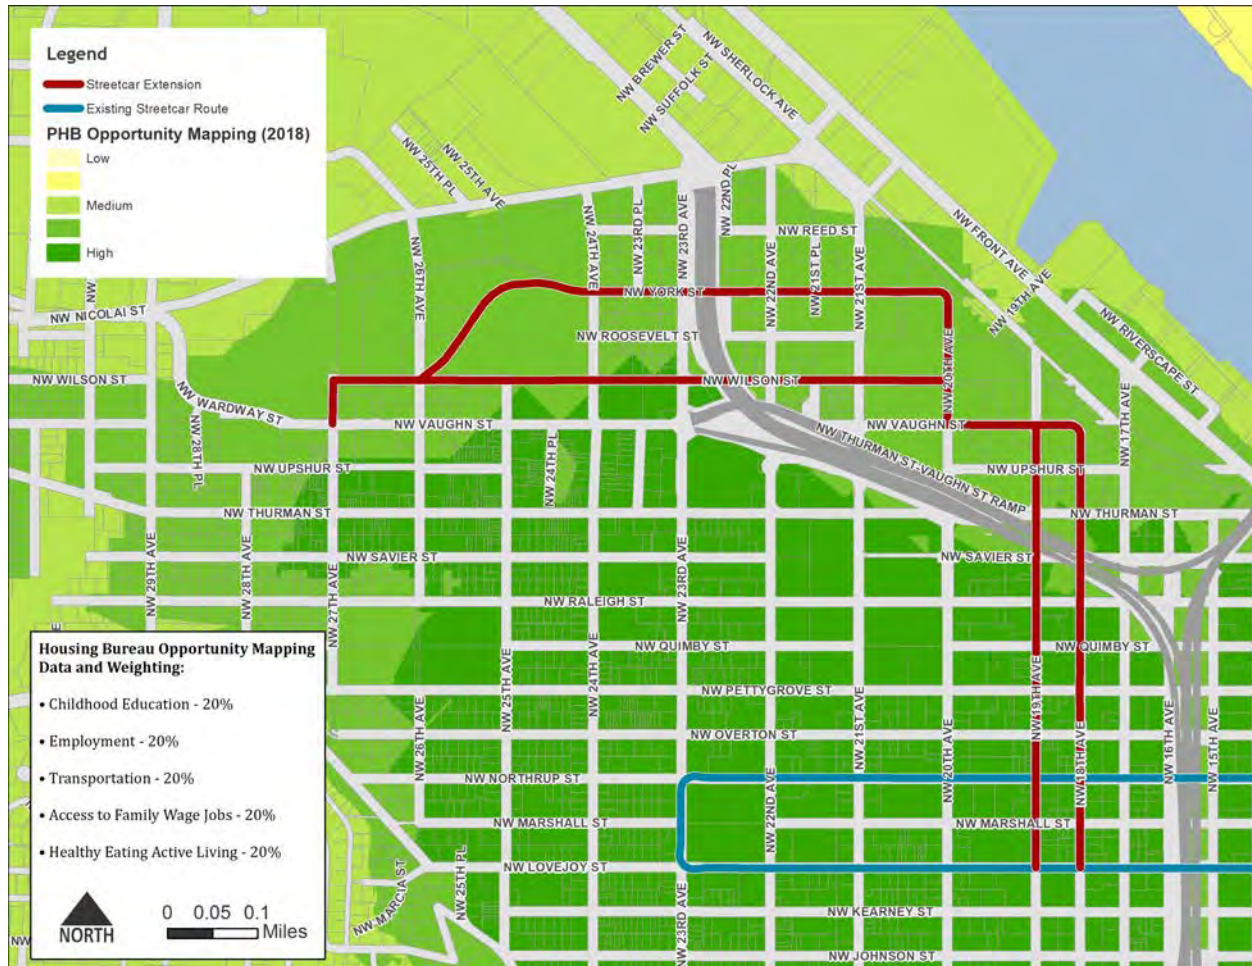 Legend
Streetcar Extension
Existing Streetcar Route
PHB Opportunity Mapping (2018)
Low
Medium
High
NW BREWER ST
NW SUFFOLK ST
NW SHERLOCK AVE
NW 25TH PL
NW 25TH AVE
NW 22ND PL
NW 26TH AVE
NW 24TH AVE
NW 23RD PL
NW 23RD AVE
NW REED ST
NW 22ND AVE
NW 21ST PL
NW 21ST AVE
NW FRONT AVE
NW 19TH AVE
NW RIVERSCAPE ST
NW
NW NICOLAI ST
NW YORK ST
NW ROOSEVELT ST
NW 20TH AVE
NW WILSON ST
NW WILSON ST
NW WARDWAY ST
NW 28TH PL
NW VAUGHN ST
NW VAUGHN ST
NW 17TH AVE
NW THURMAN ST-VAUGHN ST RAMP
NW UPSHUR ST
NW 24TH PL
NW UPSHUR ST
NW THURMAN ST
NW THURMAN ST
NW SAVIER ST
NW SAVIER ST
NW 29TH AVE
NW 28TH AVE
NW 27TH AVE
NW 23RD AVE
NW RALEIGH ST
NW QUIMBY ST
NW QUIMBY ST
NW 25TH AVE
NW 24TH AVE
NW PETTYGROVE ST
NW 21ST AVE
NW 19TH AVE
NW OVERTON ST
NW 26TH AVE
NW 20TH AVE
NW 18TH AVE
NW 16TH AVE
NW 15TH AVE
NW NORTHRUP ST
NW 22ND AVE
NW MARSHALL ST
NW MARSHALL ST
NW LOVEJOY ST
NW MARCIA ST
NW 25TH PL
NW 23RD AVE
NW KEARNEY ST
NW JOHNSON ST
Housing Bureau Opportunity Mapping
Data and Weighting:
• Childhood Education - 20%
• Employment - 20%
• Transportation - 20%
• Access to Family Wage Jobs - 20%
• Healthy Eating Active Living - 20%
NORTH
0 0.05 0.1
Miles
NW